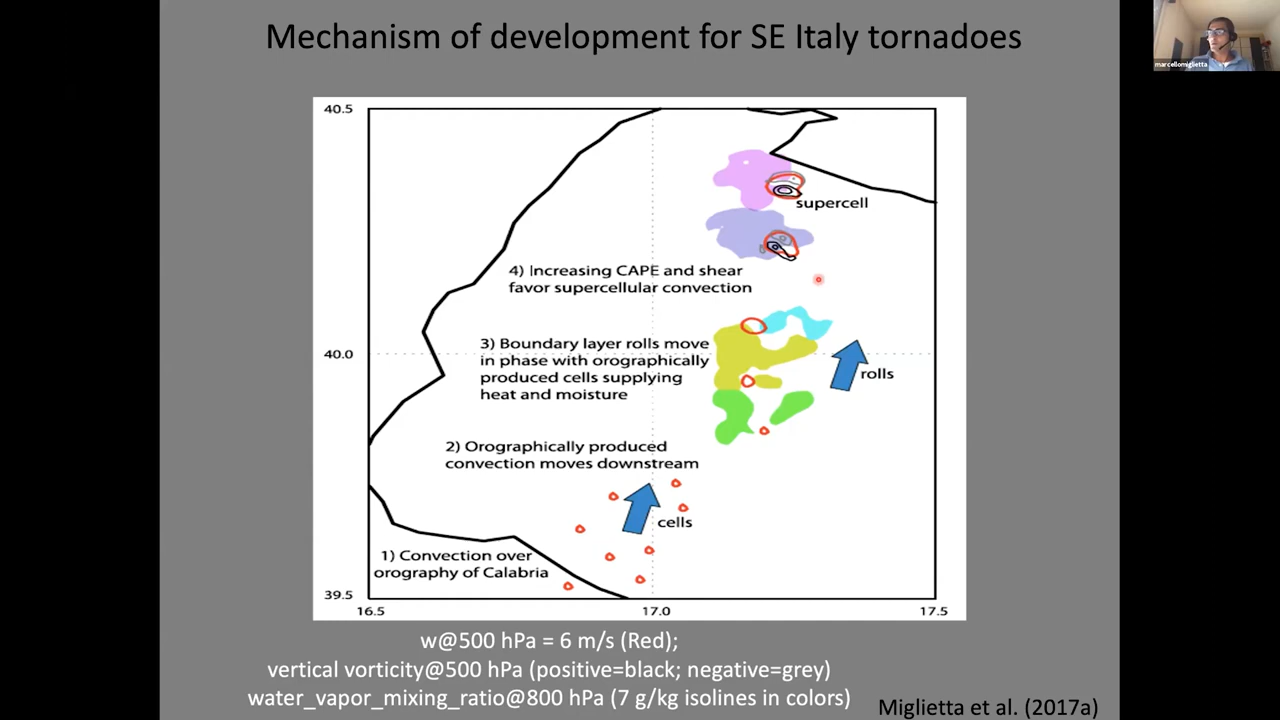 Mechanism of development for SE Italy tornadoes
marcellomiglietta
40.5
supercell
4) Increasing CAPE and shear
favor supercellular convection
3) Boundary layer rolls move
in phase with orographically
produced cells supplying
heat and moisture
40.0
rolls
2) Orographically produced
convection moves downstream
cells
1) Convection over
orography of Calabria
39.5
16.5
17.0
17.5
w@500 hPa = 6 m/s (Red);
vertical vorticity@500 hPa (positive=black; negative=grey)
water_vapor_mixing_ratio@800 hPa (7 g/kg isolines in colors)
Miglietta et al. (2017a)